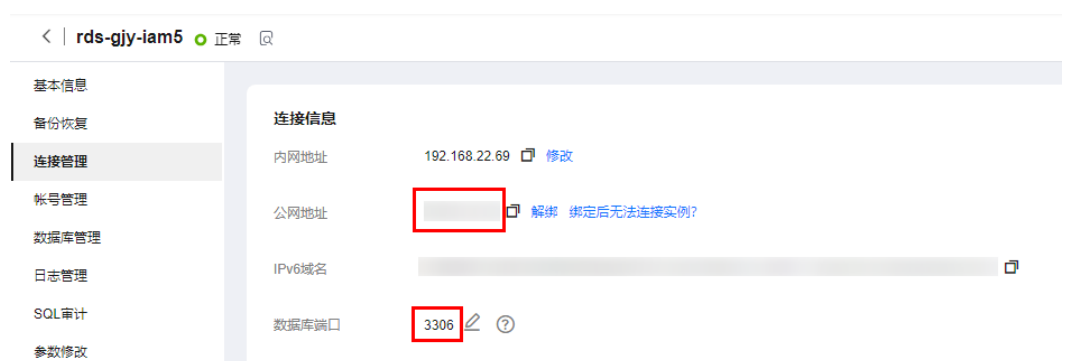 rds-gjy-iam5 正常
基本信息
备份恢复
连接管理
帐号管理
数据库管理
日志管理
SQL审计
参数修改
连接信息
内网地址 192.168.22.69 修改
公网地址 解绑 绑定后无法连接实例?
IPv6域名
数据库端口 3306